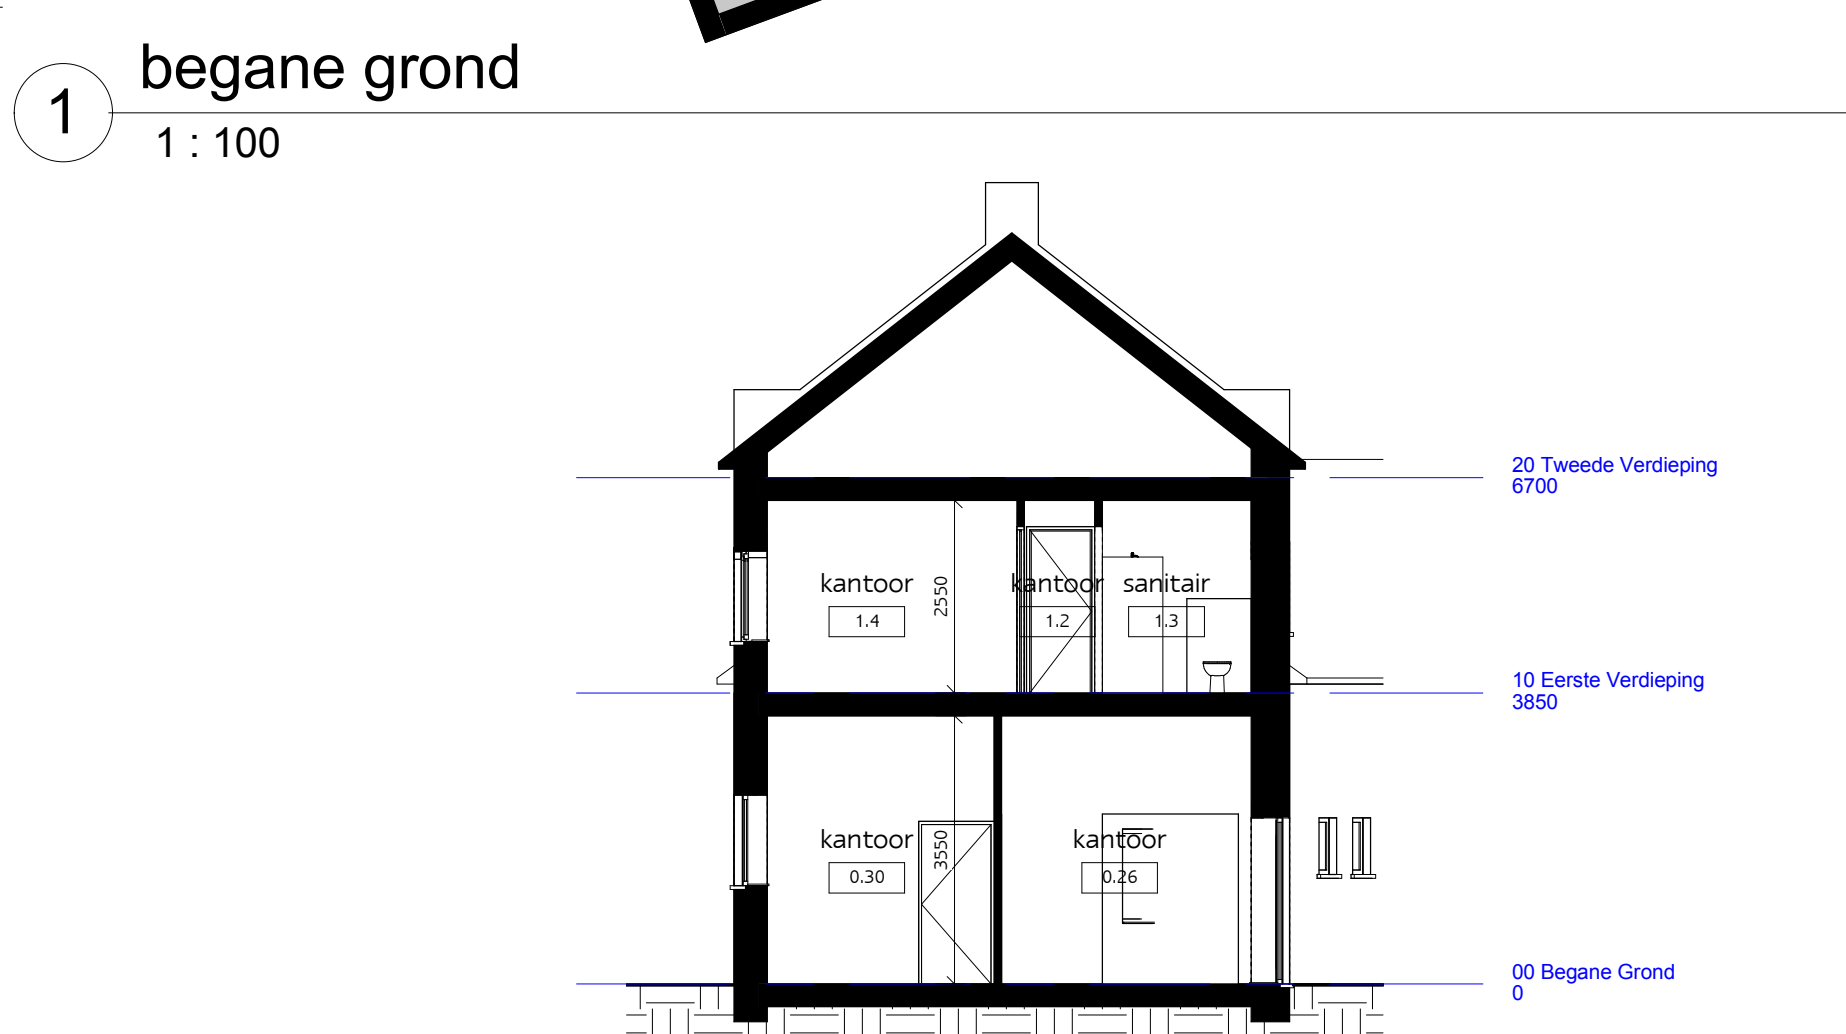 1
begane grond
1 : 100
20 Tweede Verdieping
6700
kantoor
1.4
2550
kantoor
1.2
sanitair
1.3
10 Eerste Verdieping
3850
kantoor
0.30
3550
kantoor
0.26
00 Begane Grond
0